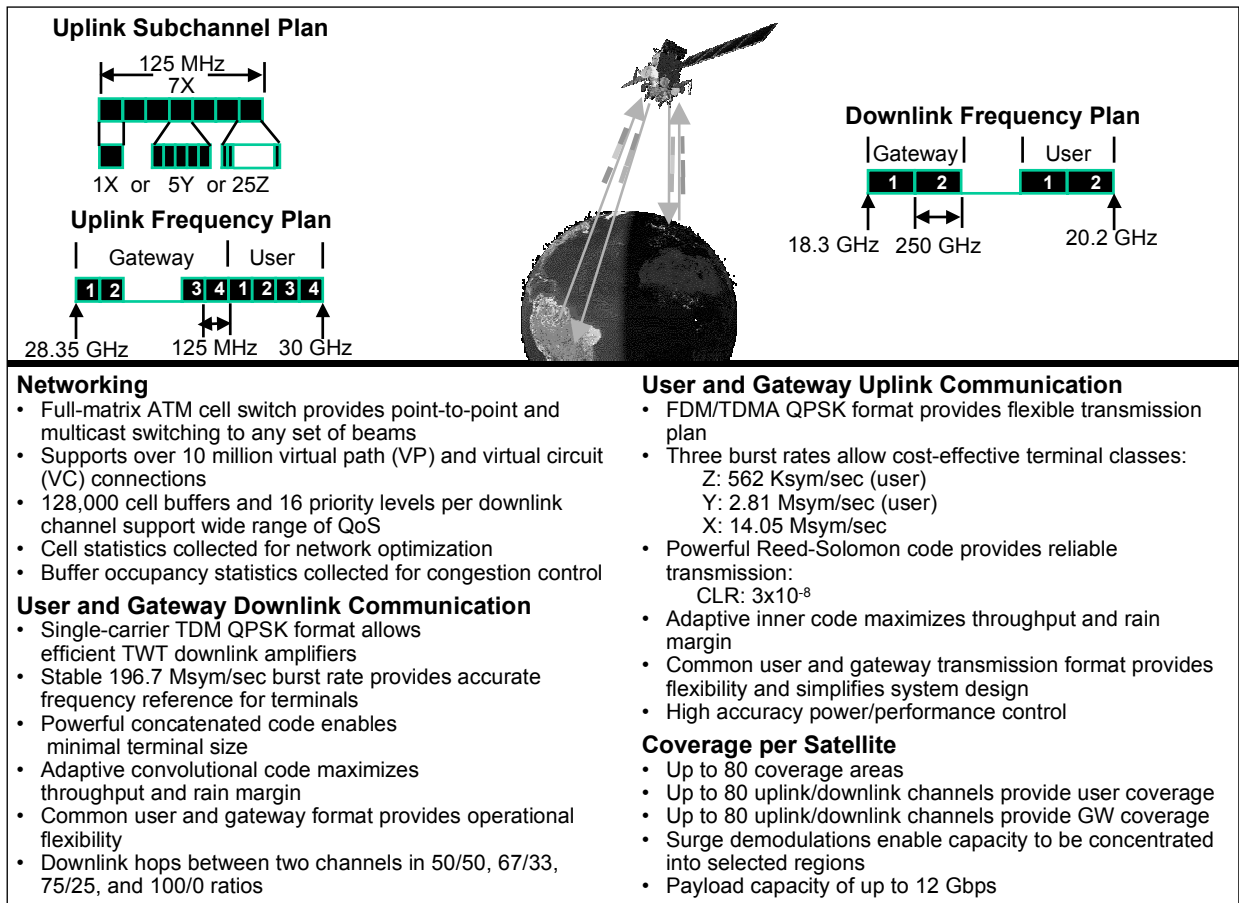 Uplink Subchannel Plan
125 MHz
7X
1X or 5Y or 25Z
Uplink Frequency Plan
Gateway User
1 2 3 4 1 2 3 4
28.35 GHz 125 MHz 30 GHz
Downlink Frequency Plan
Gateway User
1 2 1 2
18.3 GHz 250 GHz 20.2 GHz
Networking
• Full-matrix ATM cell switch provides point-to-point and
multicast switching to any set of beams
• Supports over 10 million virtual path (VP) and virtual circuit
(VC) connections
• 128,000 cell buffers and 16 priority levels per downlink
channel support wide range of QoS
• Cell statistics collected for network optimization
• Buffer occupancy statistics collected for congestion control
User and Gateway Downlink Communication
• Single-carrier TDM QPSK format allows
efficient TWT downlink amplifiers
• Stable 196.7 Msym/sec burst rate provides accurate
frequency reference for terminals
• Powerful concatenated code enables
minimal terminal size
• Adaptive convolutional code maximizes
throughput and rain margin
• Common user and gateway format provides operational
flexibility
• Downlink hops between two channels in 50/50, 67/33,
75/25, and 100/0 ratios
User and Gateway Uplink Communication
• FDM/TDMA QPSK format provides flexible transmission
plan
• Three burst rates allow cost-effective terminal classes:
Z: 562 Ksym/sec (user)
Y: 2.81 Msym/sec (user)
X: 14.05 Msym/sec
• Powerful Reed-Solomon code provides reliable
transmission:
CLR: 3x10⁻⁸
• Adaptive inner code maximizes throughput and rain
margin
• Common user and gateway transmission format provides
flexibility and simplifies system design
• High accuracy power/performance control
Coverage per Satellite
• Up to 80 coverage areas
• Up to 80 uplink/downlink channels provide user coverage
• Up to 80 uplink/downlink channels provide GW coverage
• Surge demodulations enable capacity to be concentrated
into selected regions
• Payload capacity of up to 12 Gbps